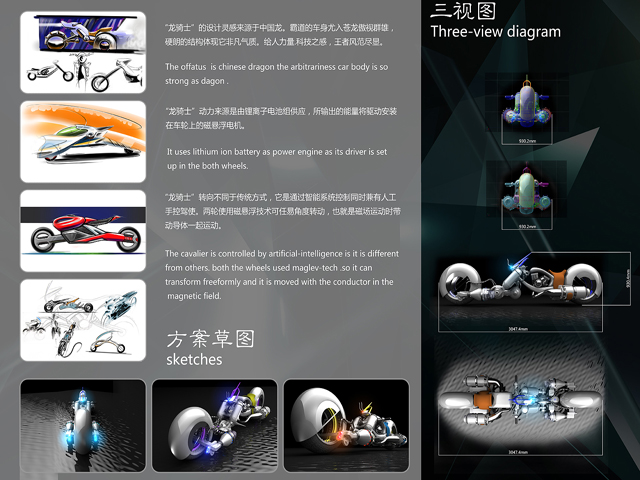 "龙骑士"的设计灵感来源于中国龙。霸道的车身尤入苍龙傲视群雄，
硬朗的结构体现它非凡气质。给人力量.科技之感，王者风范尽显。
The offatus is chinese dragon the arbitrariness car body is so
strong as dagon .
"龙骑士"动力来源是由锂离子电池组供应，所输出的能量将驱动安装
在车轮上的磁悬浮电机。
It uses lithium ion battery as power engine as its driver is set
up in the both wheels.
"龙骑士"转向不同于传统方式，它是通过智能系统控制同时兼有人工
手控驾驶。两轮使用磁悬浮技术可任易角度转动，也就是磁场运动时带
动导体一起运动。
The cavalier is controlled by artificial-intelligence is it is different
from others. both the wheels used maglev-tech .so it can
transform freeformly and it is moved with the conductor in the
magnetic field.
方案草图
sketches
三视图
Three-view diagram
930.2mm
930.2mm
930.4mm
3047.4mm
3047.4mm